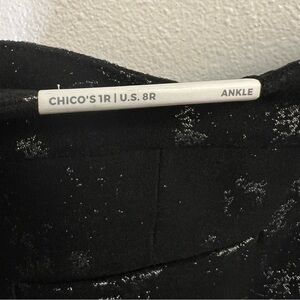 CHICO'S 1R | U.S. 8R ANKLE